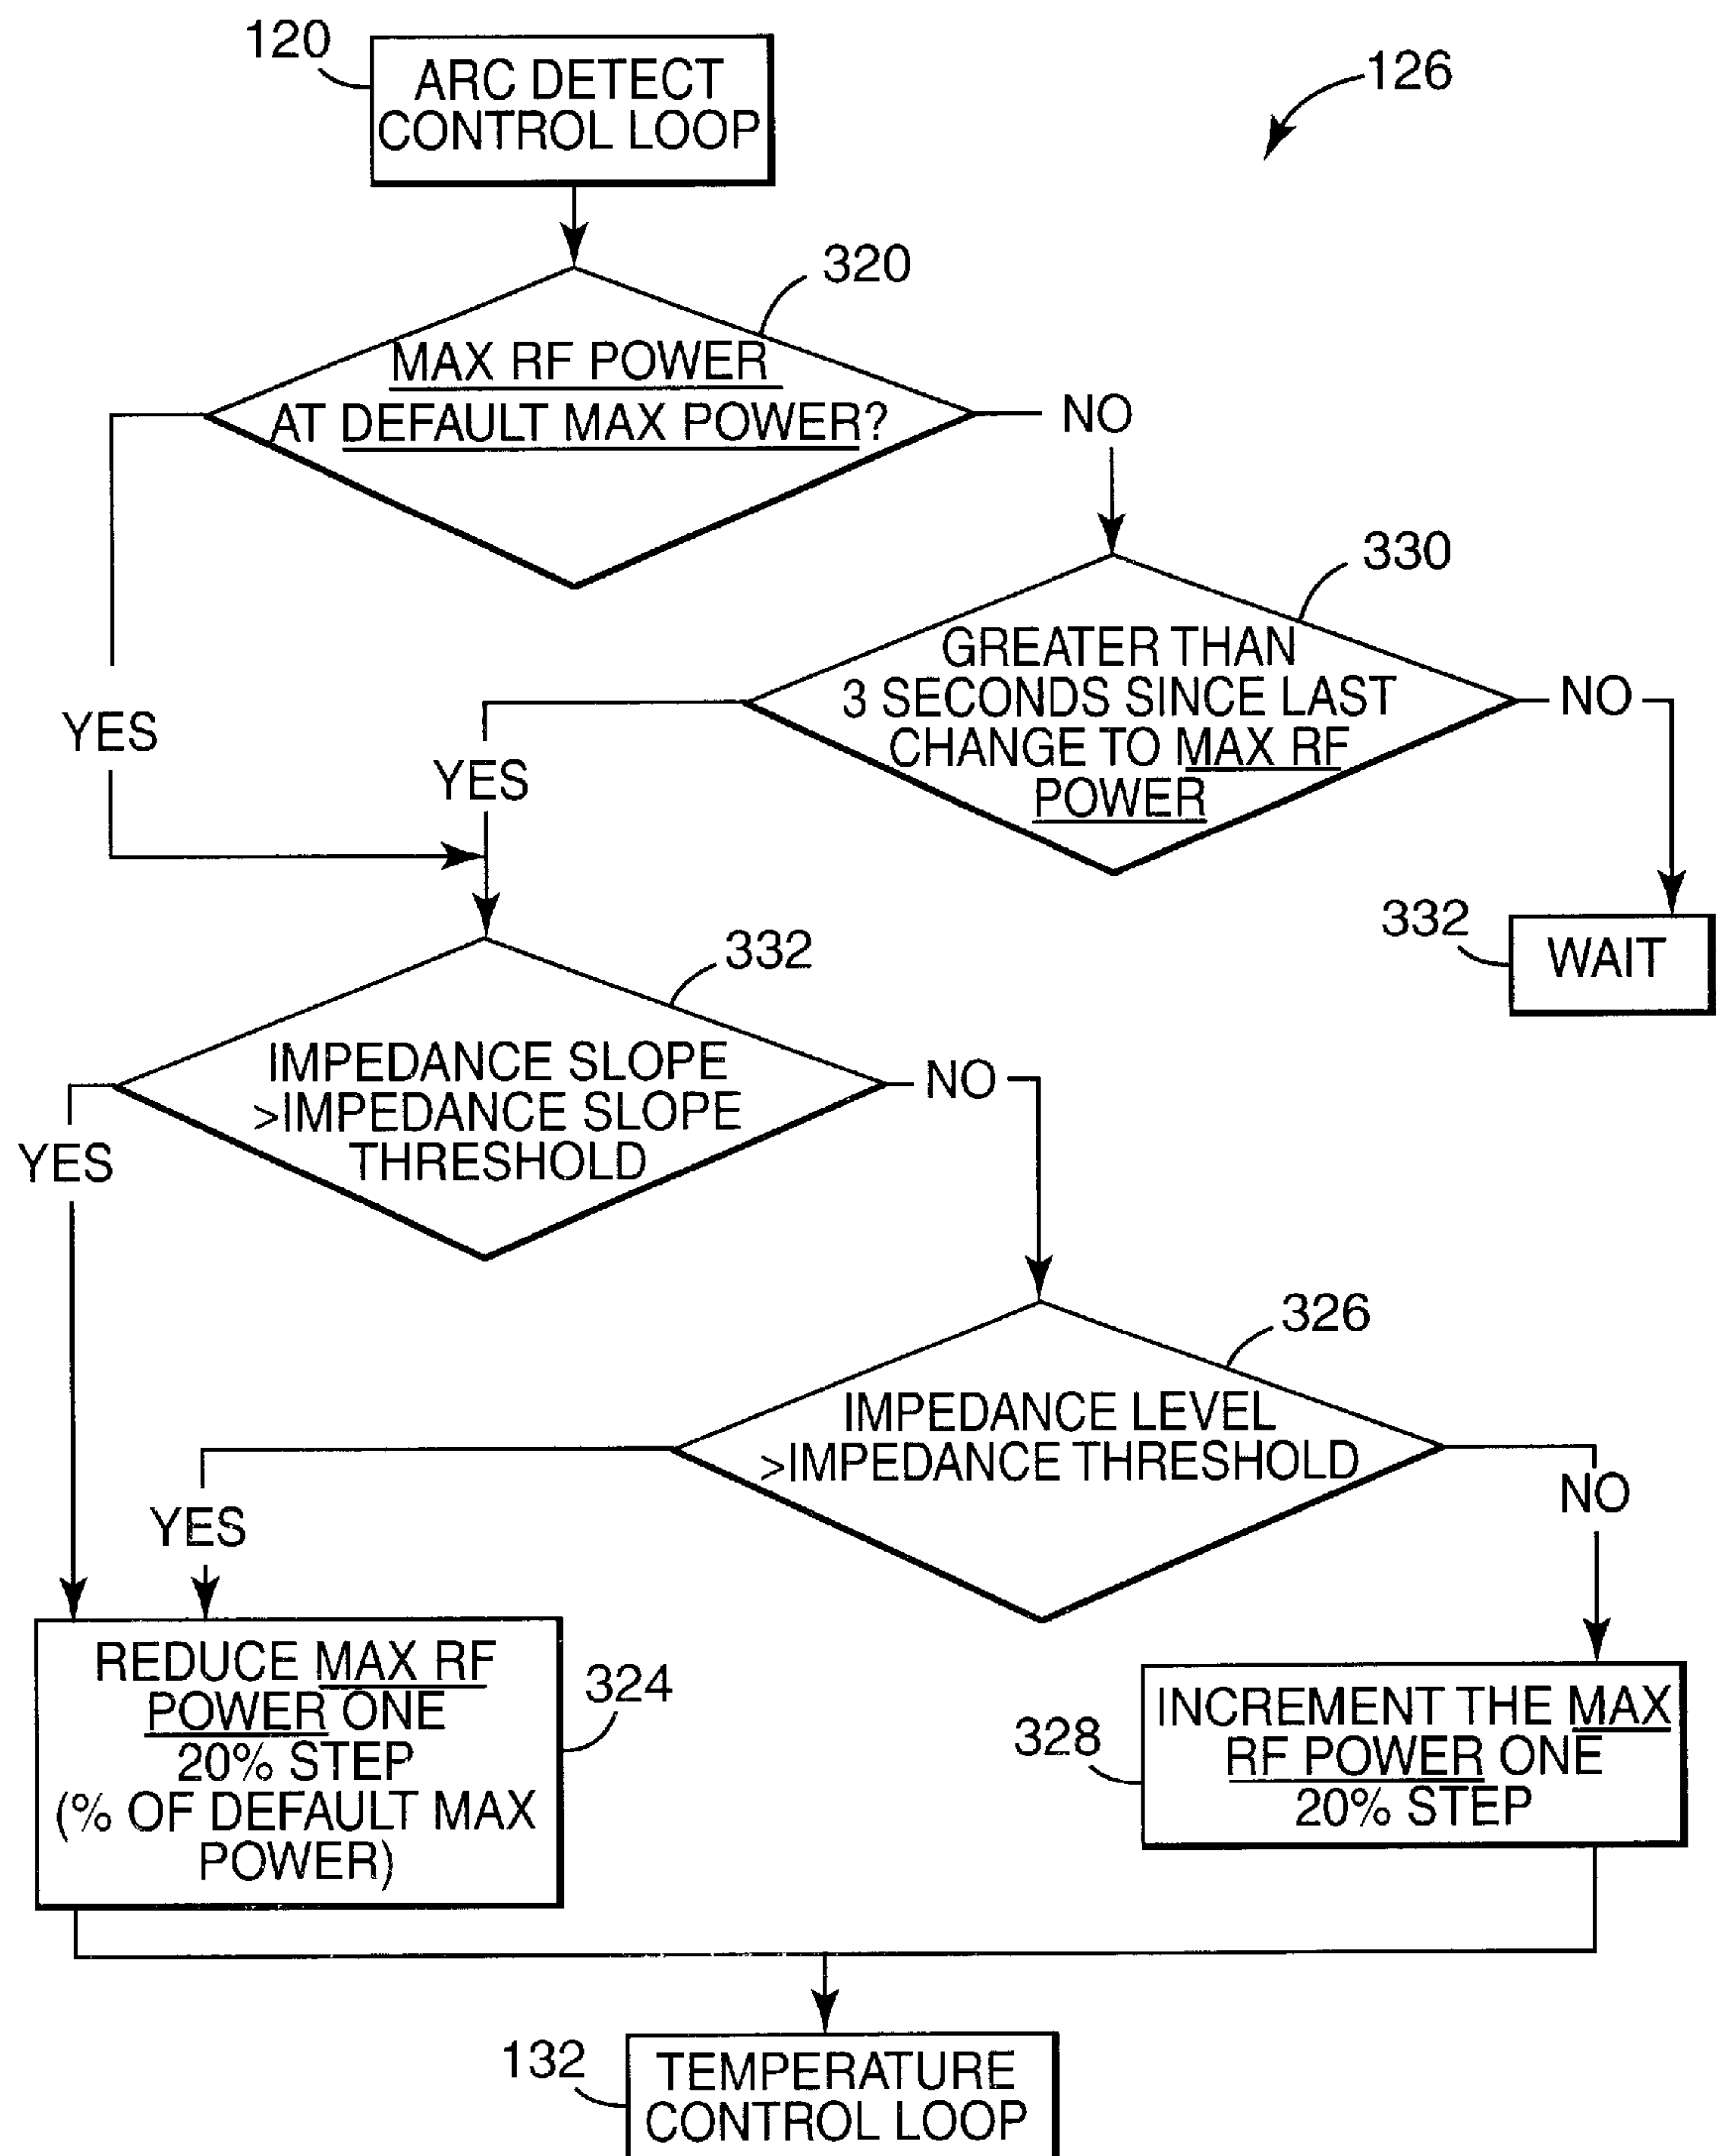 120
ARC DETECT
CONTROL LOOP
126
320
MAX RF POWER
AT DEFAULT MAX POWER?
NO
330
GREATER THAN
3 SECONDS SINCE LAST
CHANGE TO MAX RF
POWER
NO
YES
YES
332
WAIT
332
IMPEDANCE SLOPE
>IMPEDANCE SLOPE
THRESHOLD
NO
YES
326
IMPEDANCE LEVEL
>IMPEDANCE THRESHOLD
NO
YES
REDUCE MAX RF
POWER ONE
20% STEP
(% OF DEFAULT MAX
POWER)
324
328
INCREMENT THE MAX
RF POWER ONE
20% STEP
132
TEMPERATURE
CONTROL LOOP